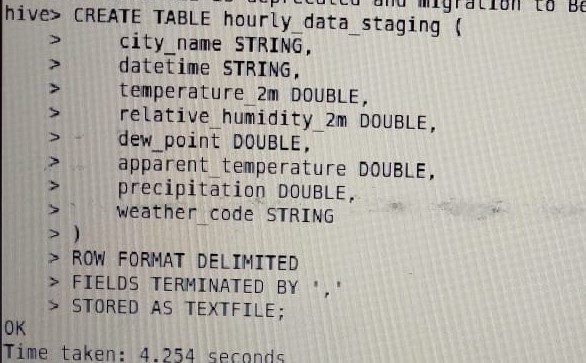 is deprecated and migration to Be
hive> CREATE TABLE hourly_data_staging (
    >     city_name STRING,
    >     datetime STRING,
    >     temperature_2m DOUBLE,
    >     relative_humidity_2m DOUBLE,
    >     dew_point DOUBLE,
    >     apparent_temperature DOUBLE,
    >     precipitation DOUBLE,
    >     weather_code STRING
    > )
    > ROW FORMAT DELIMITED
    > FIELDS TERMINATED BY ','
    > STORED AS TEXTFILE;
OK
Time taken: 4.254 seconds